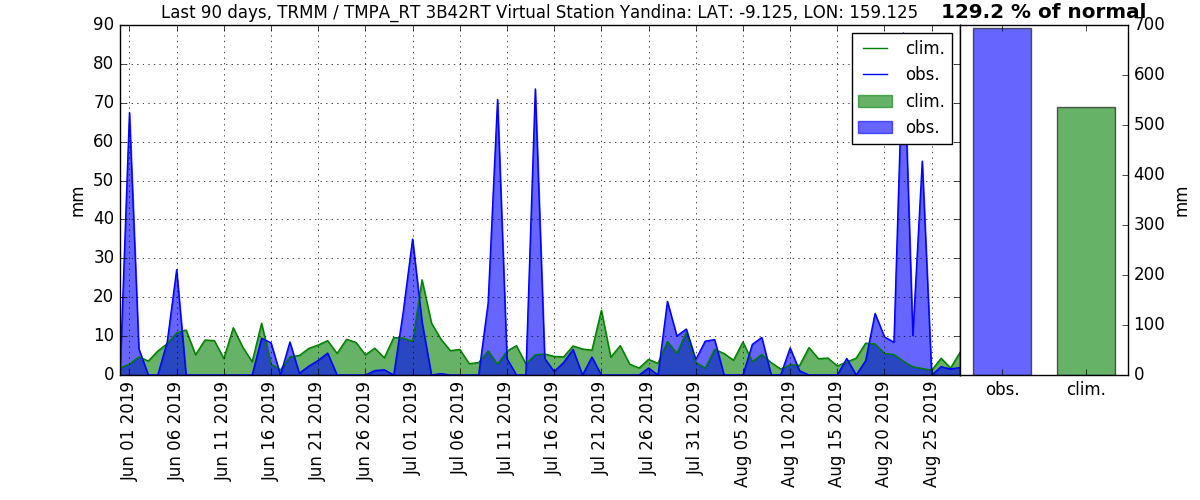 Last 90 days, TRMM / TMPA_RT 3B42RT Virtual Station Yandina: LAT: -9.125, LON: 159.125
129.2 % of normal
90
80
70
60
50
40
30
20
10
0
mm
clim.
obs.
clim.
obs.
Jun 01 2019
Jun 06 2019
Jun 11 2019
Jun 16 2019
Jun 21 2019
Jun 26 2019
Jul 01 2019
Jul 06 2019
Jul 11 2019
Jul 16 2019
Jul 21 2019
Jul 26 2019
Jul 31 2019
Aug 05 2019
Aug 10 2019
Aug 15 2019
Aug 20 2019
Aug 25 2019
700
600
500
400
300
200
100
0
mm
obs.
clim.